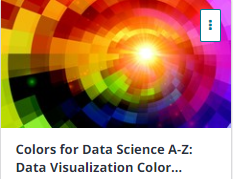 Colors for Data Science A-Z:
Data Visualization Color...